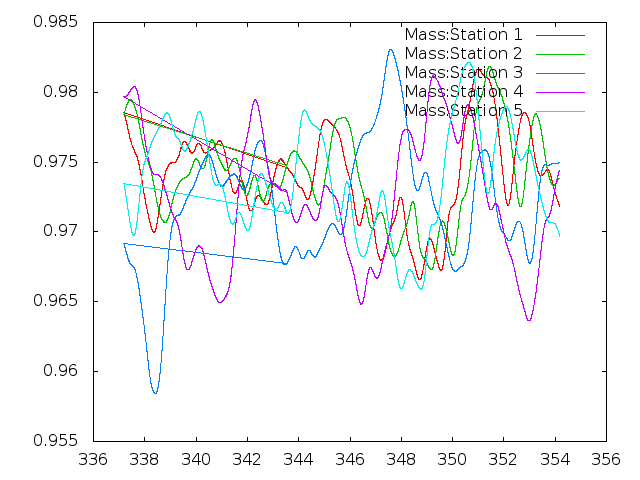 0.985
0.98
0.975
0.97
0.965
0.96
0.955
336 338 340 342 344 346 348 350 352 354 356
Mass:Station 1
Mass:Station 2
Mass:Station 3
Mass:Station 4
Mass:Station 5